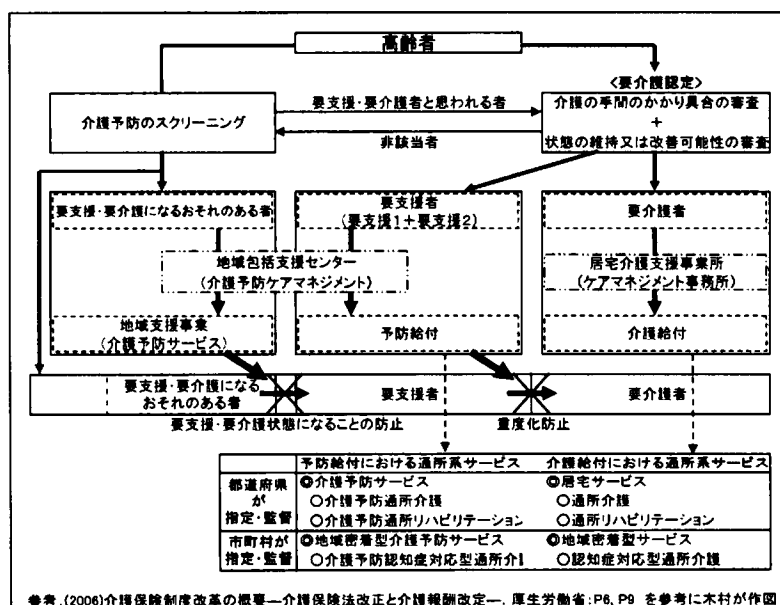 高齢者
<要介護認定>
介護予防のスクリーニング
要支援・要介護者と思われる者
非該当者
介護の手間のかかり具合の審査
+
状態の維持又は改善可能性の審査
要支援・要介護になるおそれのある者
要支援者
(要支援1+要支援2)
要介護者
地域包括支援センター
(介護予防ケアマネジメント)
居宅介護支援事業所
(ケアマネジメント事務所)
地域支援事業
(介護予防サービス)
予防給付
介護給付
要支援・要介護になる
おそれのある者
要支援者
要介護者
要支援・要介護状態になることの防止
重度化防止
予防給付における通所系サービス 介護給付における通所系サービス
都道府県
が
指定・監督
◎介護予防サービス
○介護予防通所介護
○介護予防通所リハビリテーション
◎居宅サービス
○通所介護
○通所リハビリテーション
市町村が
指定・監督
◎地域密着型介護予防サービス
○介護予防認知症対応型通所介
◎地域密着型サービス
○認知症対応型通所介護
参考.(2006)介護保険制度改革の概要―介護保険法改正と介護報酬改定―. 厚生労働省:P6, P9 を参考に木村が作図